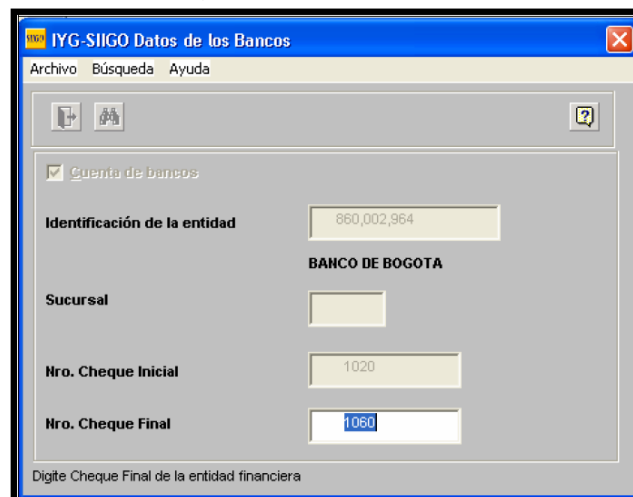 SIIGO IYG-SIIGO Datos de los Bancos
Archivo Búsqueda Ayuda
Cuenta de bancos
Identificación de la entidad 860,002,964
BANCO DE BOGOTA
Sucursal
Nro. Cheque Inicial 1020
Nro. Cheque Final 1060
Digite Cheque Final de la entidad financiera